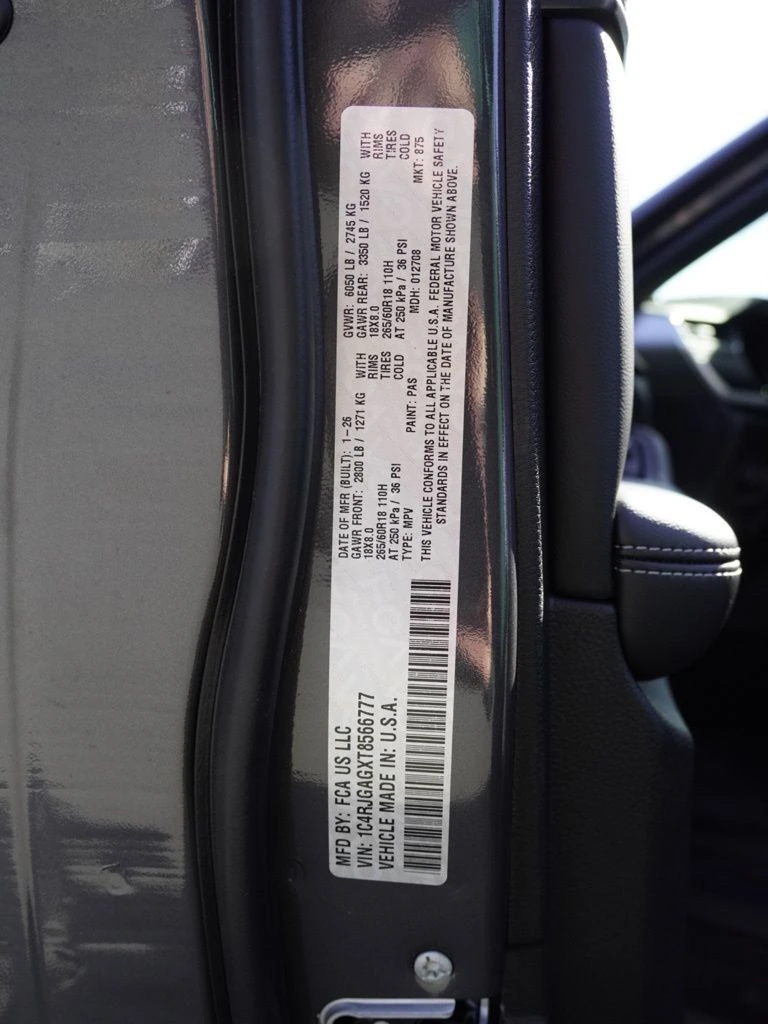 MFD BY: FCA US LLC
VIN: 1C4RJGAGXT8566777
VEHICLE MADE IN: U.S.A.
DATE OF MFR (BUILT): 1-26 GVWR: 6050 LB / 2745 KG
GAWR FRONT: 2800 LB / 1271 KG WITH GAWR REAR: 3350 LB / 1520 KG WITH
18X8.0 RIMS 18X8.0 RIMS
265/60R18 110H TIRES 265/60R18 110H TIRES
AT 250 kPa / 36 PSI COLD AT 250 kPa / 36 PSI COLD
TYPE: MPV PAINT: PAS MDH: 012708 MKT: 875
THIS VEHICLE CONFORMS TO ALL APPLICABLE U.S.A. FEDERAL MOTOR VEHICLE SAFETY
STANDARDS IN EFFECT ON THE DATE OF MANUFACTURE SHOWN ABOVE.